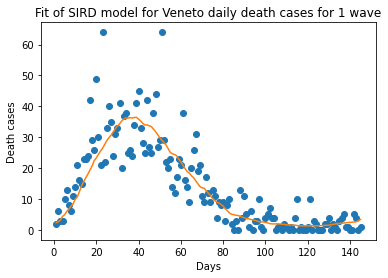 Fit of SIRD model for Veneto daily death cases for 1 wave
60
50
40
30
20
10
0
Death cases
0 20 40 60 80 100 120 140
Days